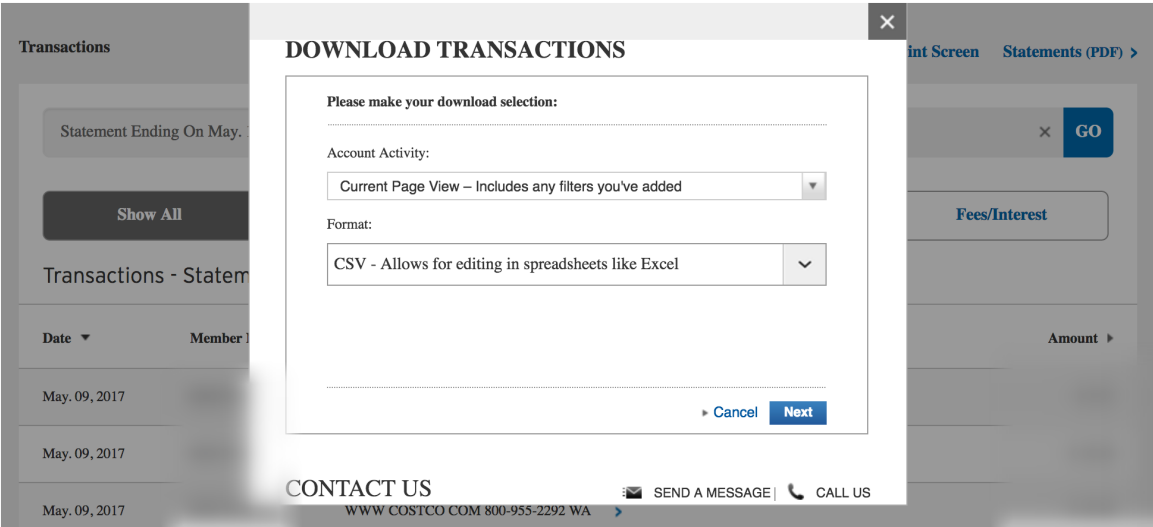 Transactions
DOWNLOAD TRANSACTIONS
int Screen Statements (PDF)
Please make your download selection:
Statement Ending On May.
GO
Account Activity:
Current Page View – Includes any filters you've added
Show All
Format:
Fees/Interest
CSV - Allows for editing in spreadsheets like Excel
Transactions - Statem
Date Member
Amount
May. 09, 2017
Cancel Next
May. 09, 2017
CONTACT US
SEND A MESSAGE | CALL US
May. 09, 2017 WWW COSTCO COM 800-955-2292 WA